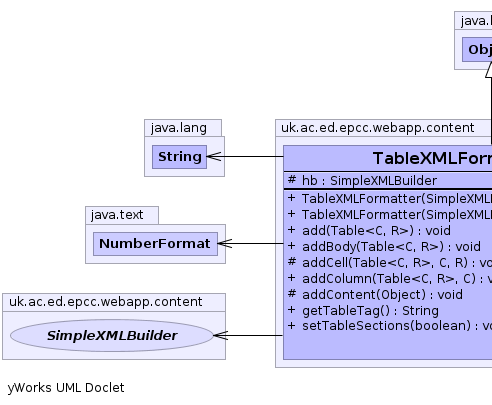 java.l
Obj
java.lang
String
uk.ac.ed.epcc.webapp.content
TableXMLForm
# hb : SimpleXMLBuilder
+ TableXMLFormatter(SimpleXML
+ TableXMLFormatter(SimpleXML
+ add(Table<C, R>) : void
+ addBody(Table<C, R>) : void
# addCell(Table<C, R>, C, R) : vo
+ addColumn(Table<C, R>, C) : v
# addContent(Object) : void
+ getTableTag() : String
+ setTableSections(boolean) : vo
java.text
NumberFormat
uk.ac.ed.epcc.webapp.content
SimpleXMLBuilder
yWorks UML Doclet